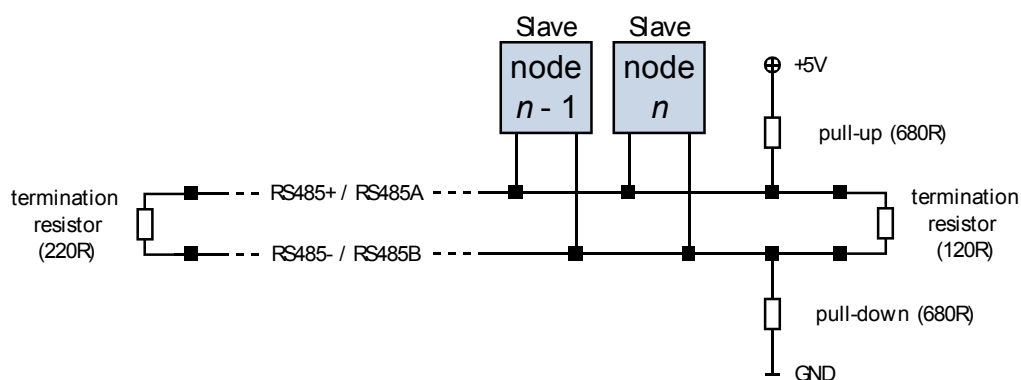 Slave
node
n - 1
Slave
node
n
+5V
pull-up (680R)
termination
resistor
(220R)
RS485+ / RS485A
RS485- / RS485B
termination
resistor
(120R)
pull-down (680R)
GND